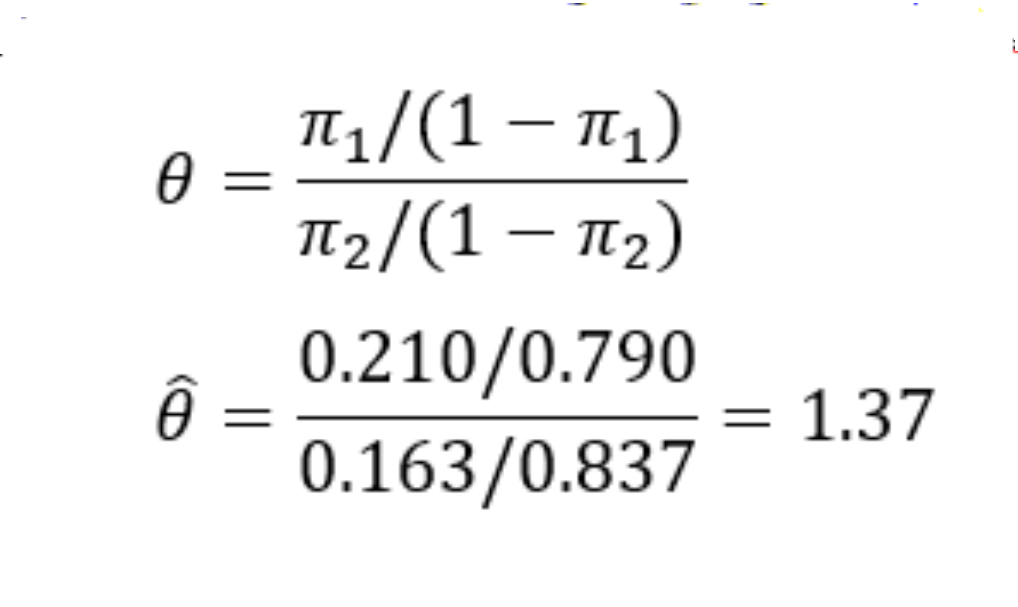 θ = π₁/(1 − π₁) / π₂/(1 − π₂)
θ̂ = 0.210/0.790 / 0.163/0.837 = 1.37